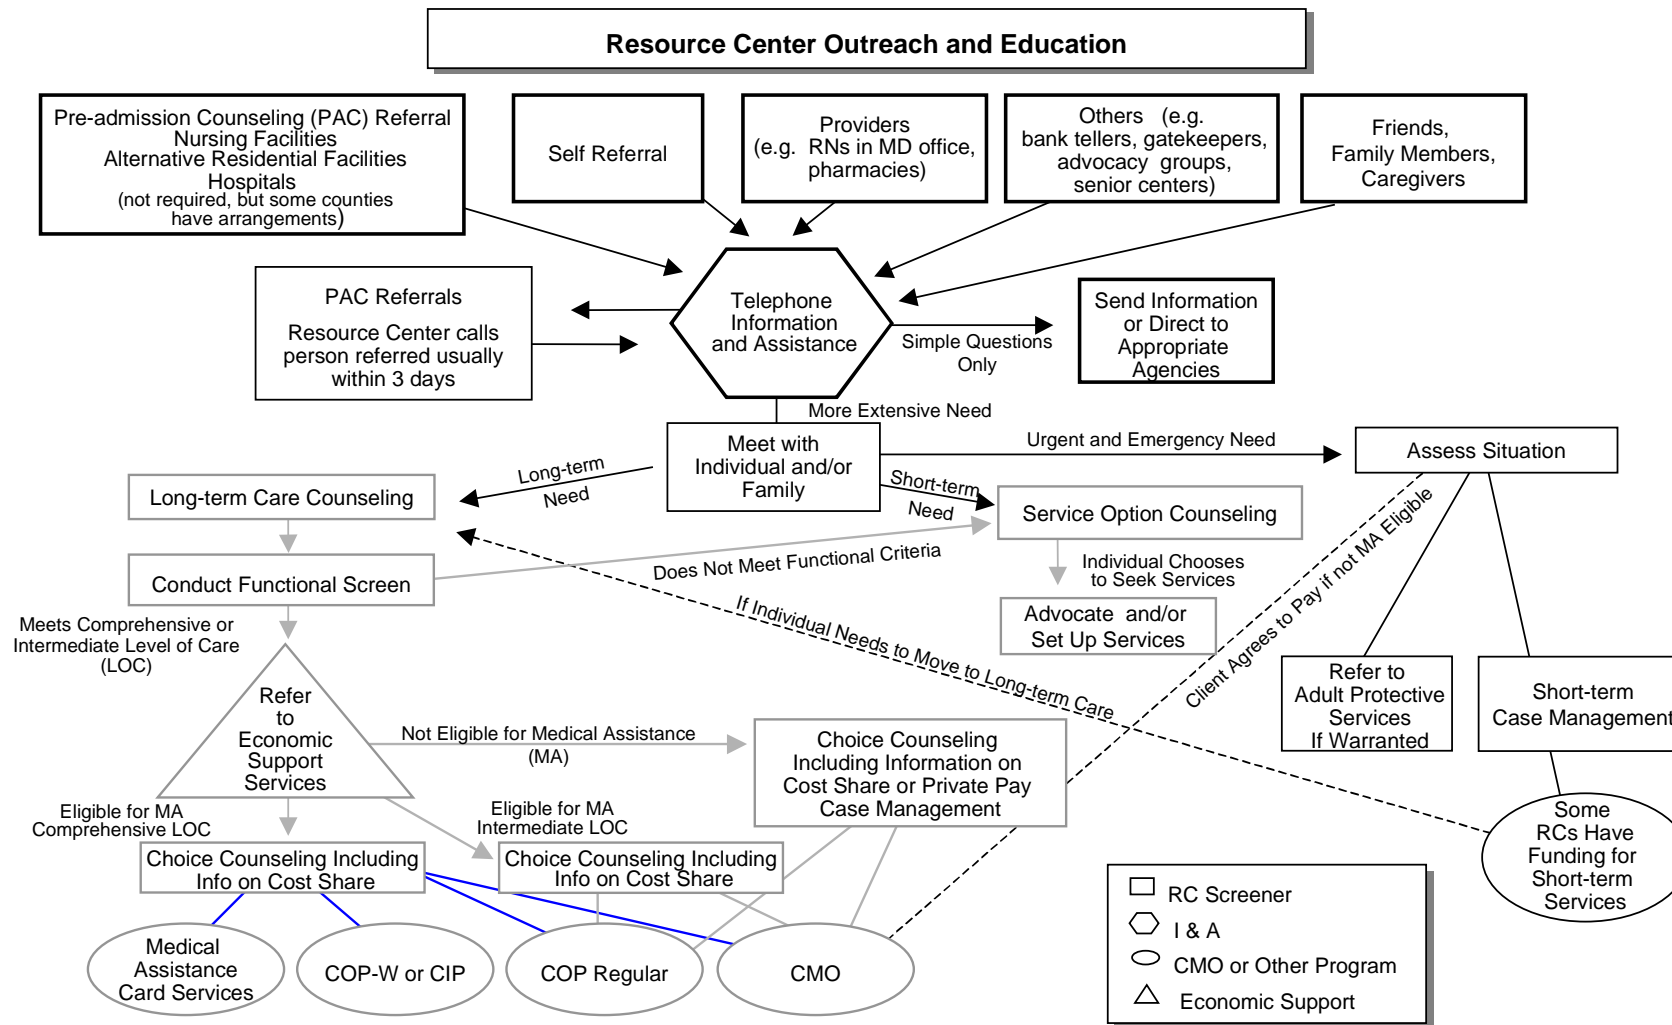 Resource Center Outreach and Education
Pre-admission Counseling (PAC) Referral
Nursing Facilities
Alternative Residential Facilities
Hospitals
(not required, but some counties
have arrangements)
Self Referral
Providers
(e.g. RNs in MD office,
pharmacies)
Others (e.g.
bank tellers, gatekeepers,
advocacy groups,
senior centers)
Friends,
Family Members,
Caregivers
PAC Referrals
Resource Center calls
person referred usually
within 3 days
Telephone
Information
and Assistance
Simple Questions
Only
Send Information
or Direct to
Appropriate
Agencies
More Extensive Need
Meet with
Individual and/or
Family
Urgent and Emergency Need
Assess Situation
Long-term
Need
Short-term
Need
Long-term Care Counseling
Service Option Counseling
Conduct Functional Screen
Does Not Meet Functional Criteria
Individual Chooses
to Seek Services
Advocate and/or
Set Up Services
If Individual Needs to Move to Long-term Care
Client Agrees to Pay if not MA Eligible
Meets Comprehensive or
Intermediate Level of Care
(LOC)
Refer
to
Economic
Support
Services
Not Eligible for Medical Assistance
(MA)
Choice Counseling
Including Information on
Cost Share or Private Pay
Case Management
Refer to
Adult Protective
Services
If Warranted
Short-term
Case Management
Eligible for MA
Comprehensive LOC
Eligible for MA
Intermediate LOC
Choice Counseling Including
Info on Cost Share
Choice Counseling Including
Info on Cost Share
Some
RCs Have
Funding for
Short-term
Services
Medical
Assistance
Card Services
COP-W or CIP
COP Regular
CMO
RC Screener
I & A
CMO or Other Program
Economic Support